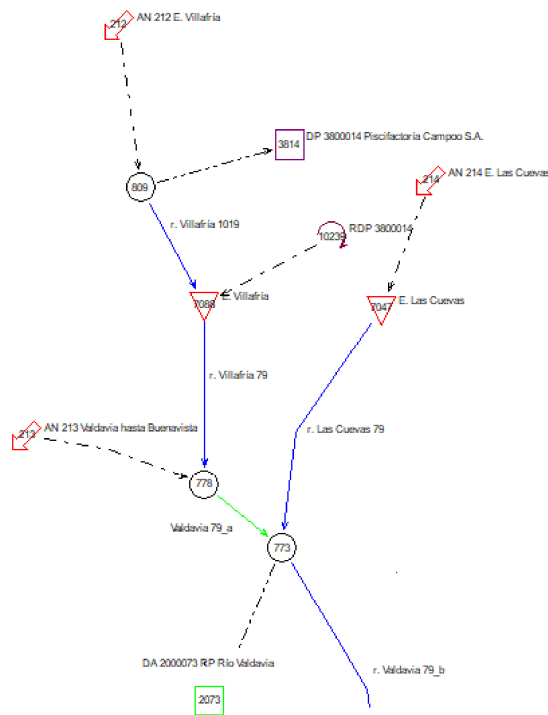 212
AN 212 E. Villafría
3814
DP 3800014 Piscifactoría Campoo S.A.
809
214
AN 214 E. Las Cuevas
r. Villafría 1019
10239
RDP 3800014
7088
E. Villafría
7047
E. Las Cuevas
r. Villafría 79
213
AN 213 Valdavia hasta Buenavista
r. Las Cuevas 79
778
Valdavia 79_a
773
DA 2000073 RP Río Valdavia
r. Valdavia 79_b
2073